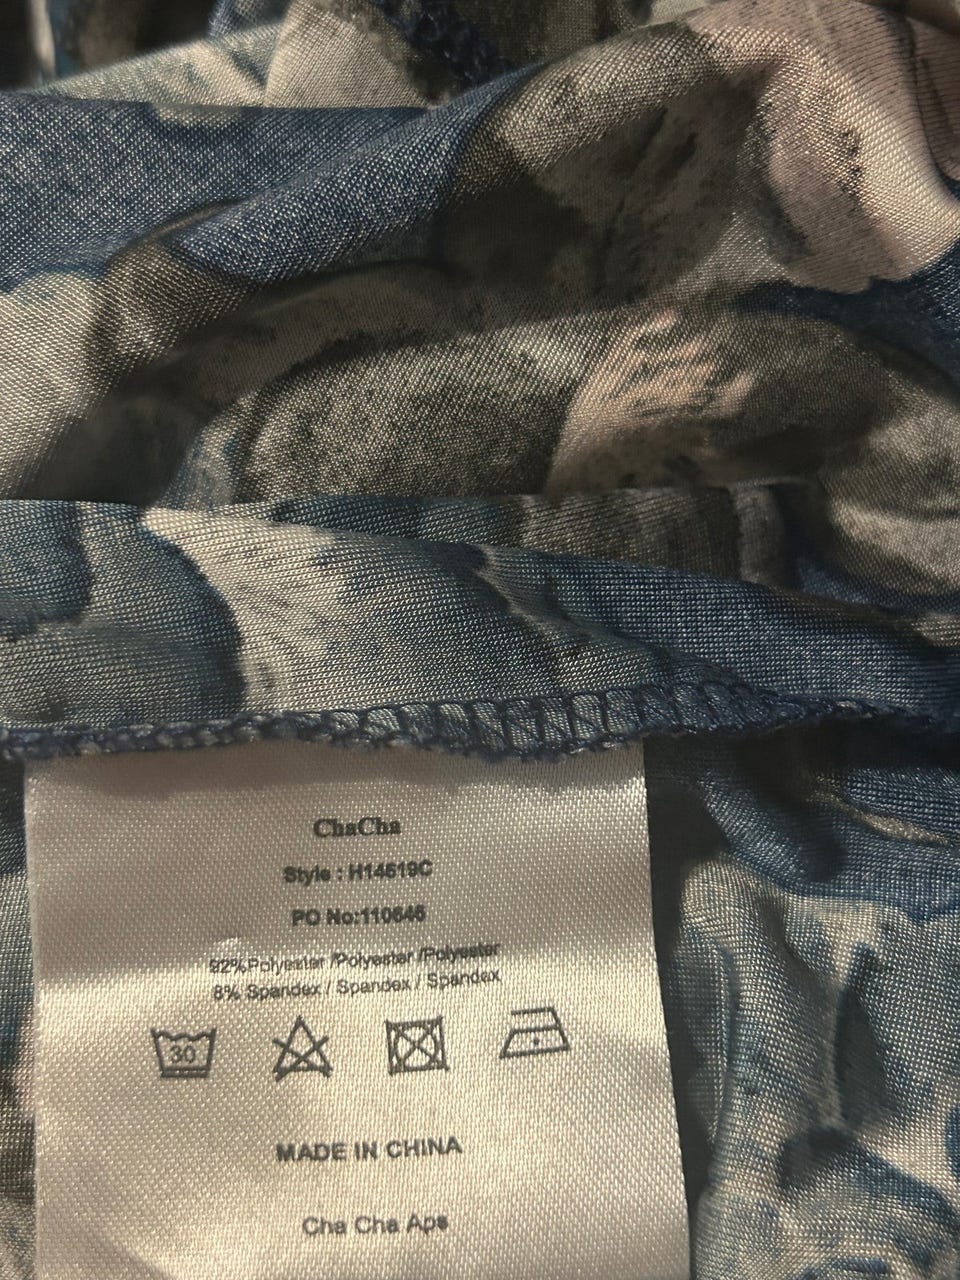 ChaCha
Style : H14619C
PO No:110646
92%Polyester /Polyester /Polyester
8% Spandex / Spandex / Spandex
30°
MADE IN CHINA
Cha Cha Aps